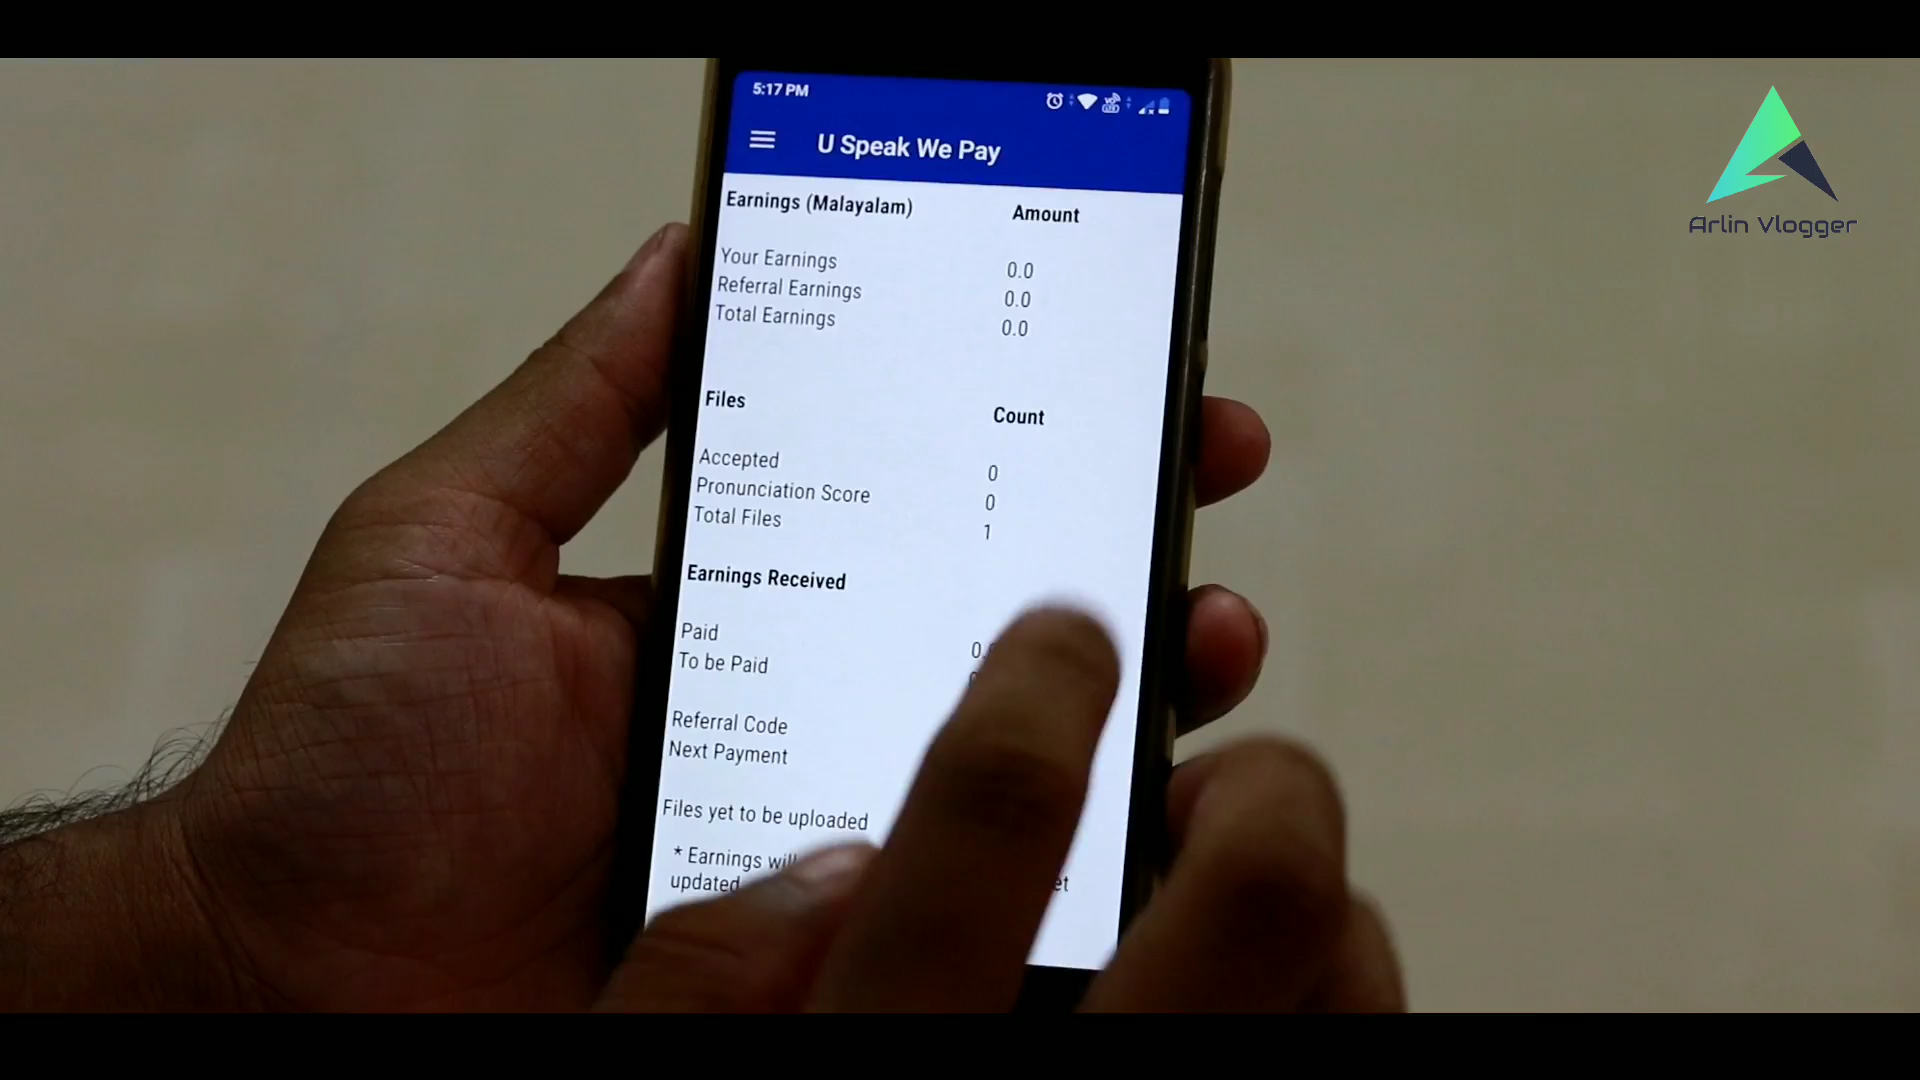 5:17 PM
U Speak We Pay
Arlin Vlogger
Earnings (Malayalam) Amount
Your Earnings 0.0
Referral Earnings 0.0
Total Earnings 0.0
Files Count
Accepted 0
Pronunciation Score 0
Total Files 1
Earnings Received
Paid 0.
To be Paid
Referral Code
Next Payment
Files yet to be uploaded
* Earnings will
updated